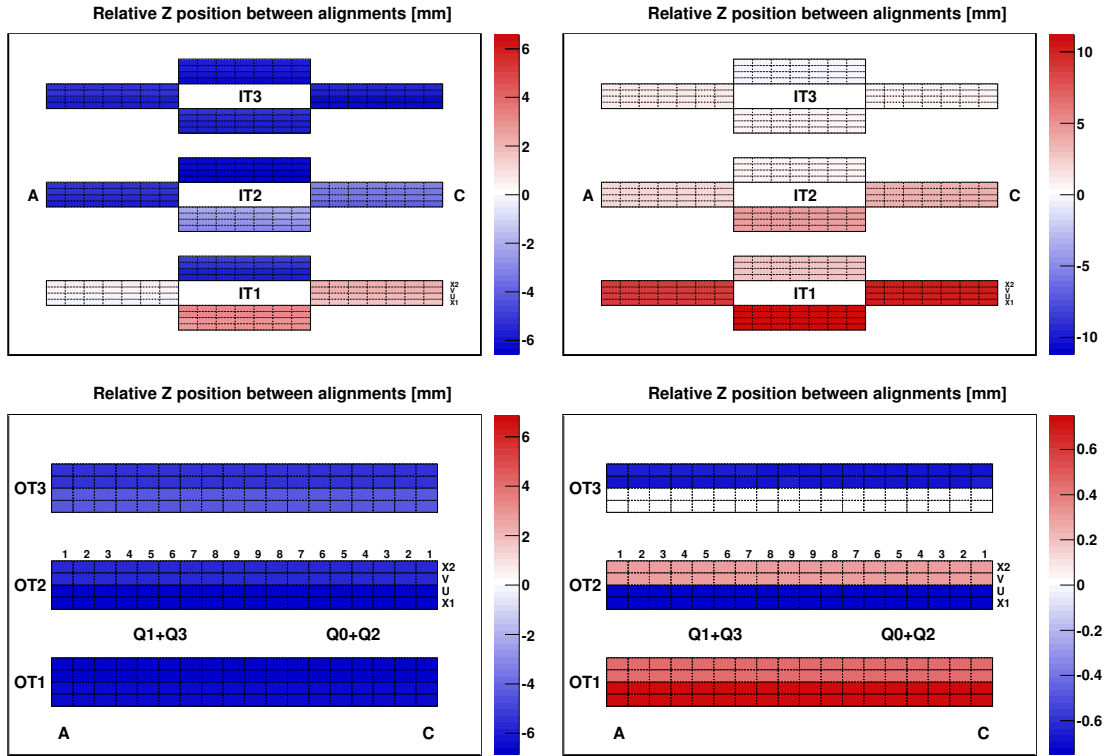 Relative Z position between alignments [mm]
IT3
A IT2 C
IT1
X2
V
U
X1
6
4
2
0
-2
-4
-6
Relative Z position between alignments [mm]
IT3
A IT2 C
IT1
X2
V
U
X1
10
5
0
-5
-10
Relative Z position between alignments [mm]
OT3
1 2 3 4 5 6 7 8 9 9 8 7 6 5 4 3 2 1
OT2
X2
V
U
X1
Q1+Q3 Q0+Q2
OT1
A C
6
4
2
0
-2
-4
-6
Relative Z position between alignments [mm]
OT3
1 2 3 4 5 6 7 8 9 9 8 7 6 5 4 3 2 1
OT2
X2
V
U
X1
Q1+Q3 Q0+Q2
OT1
A C
0.6
0.4
0.2
0
-0.2
-0.4
-0.6